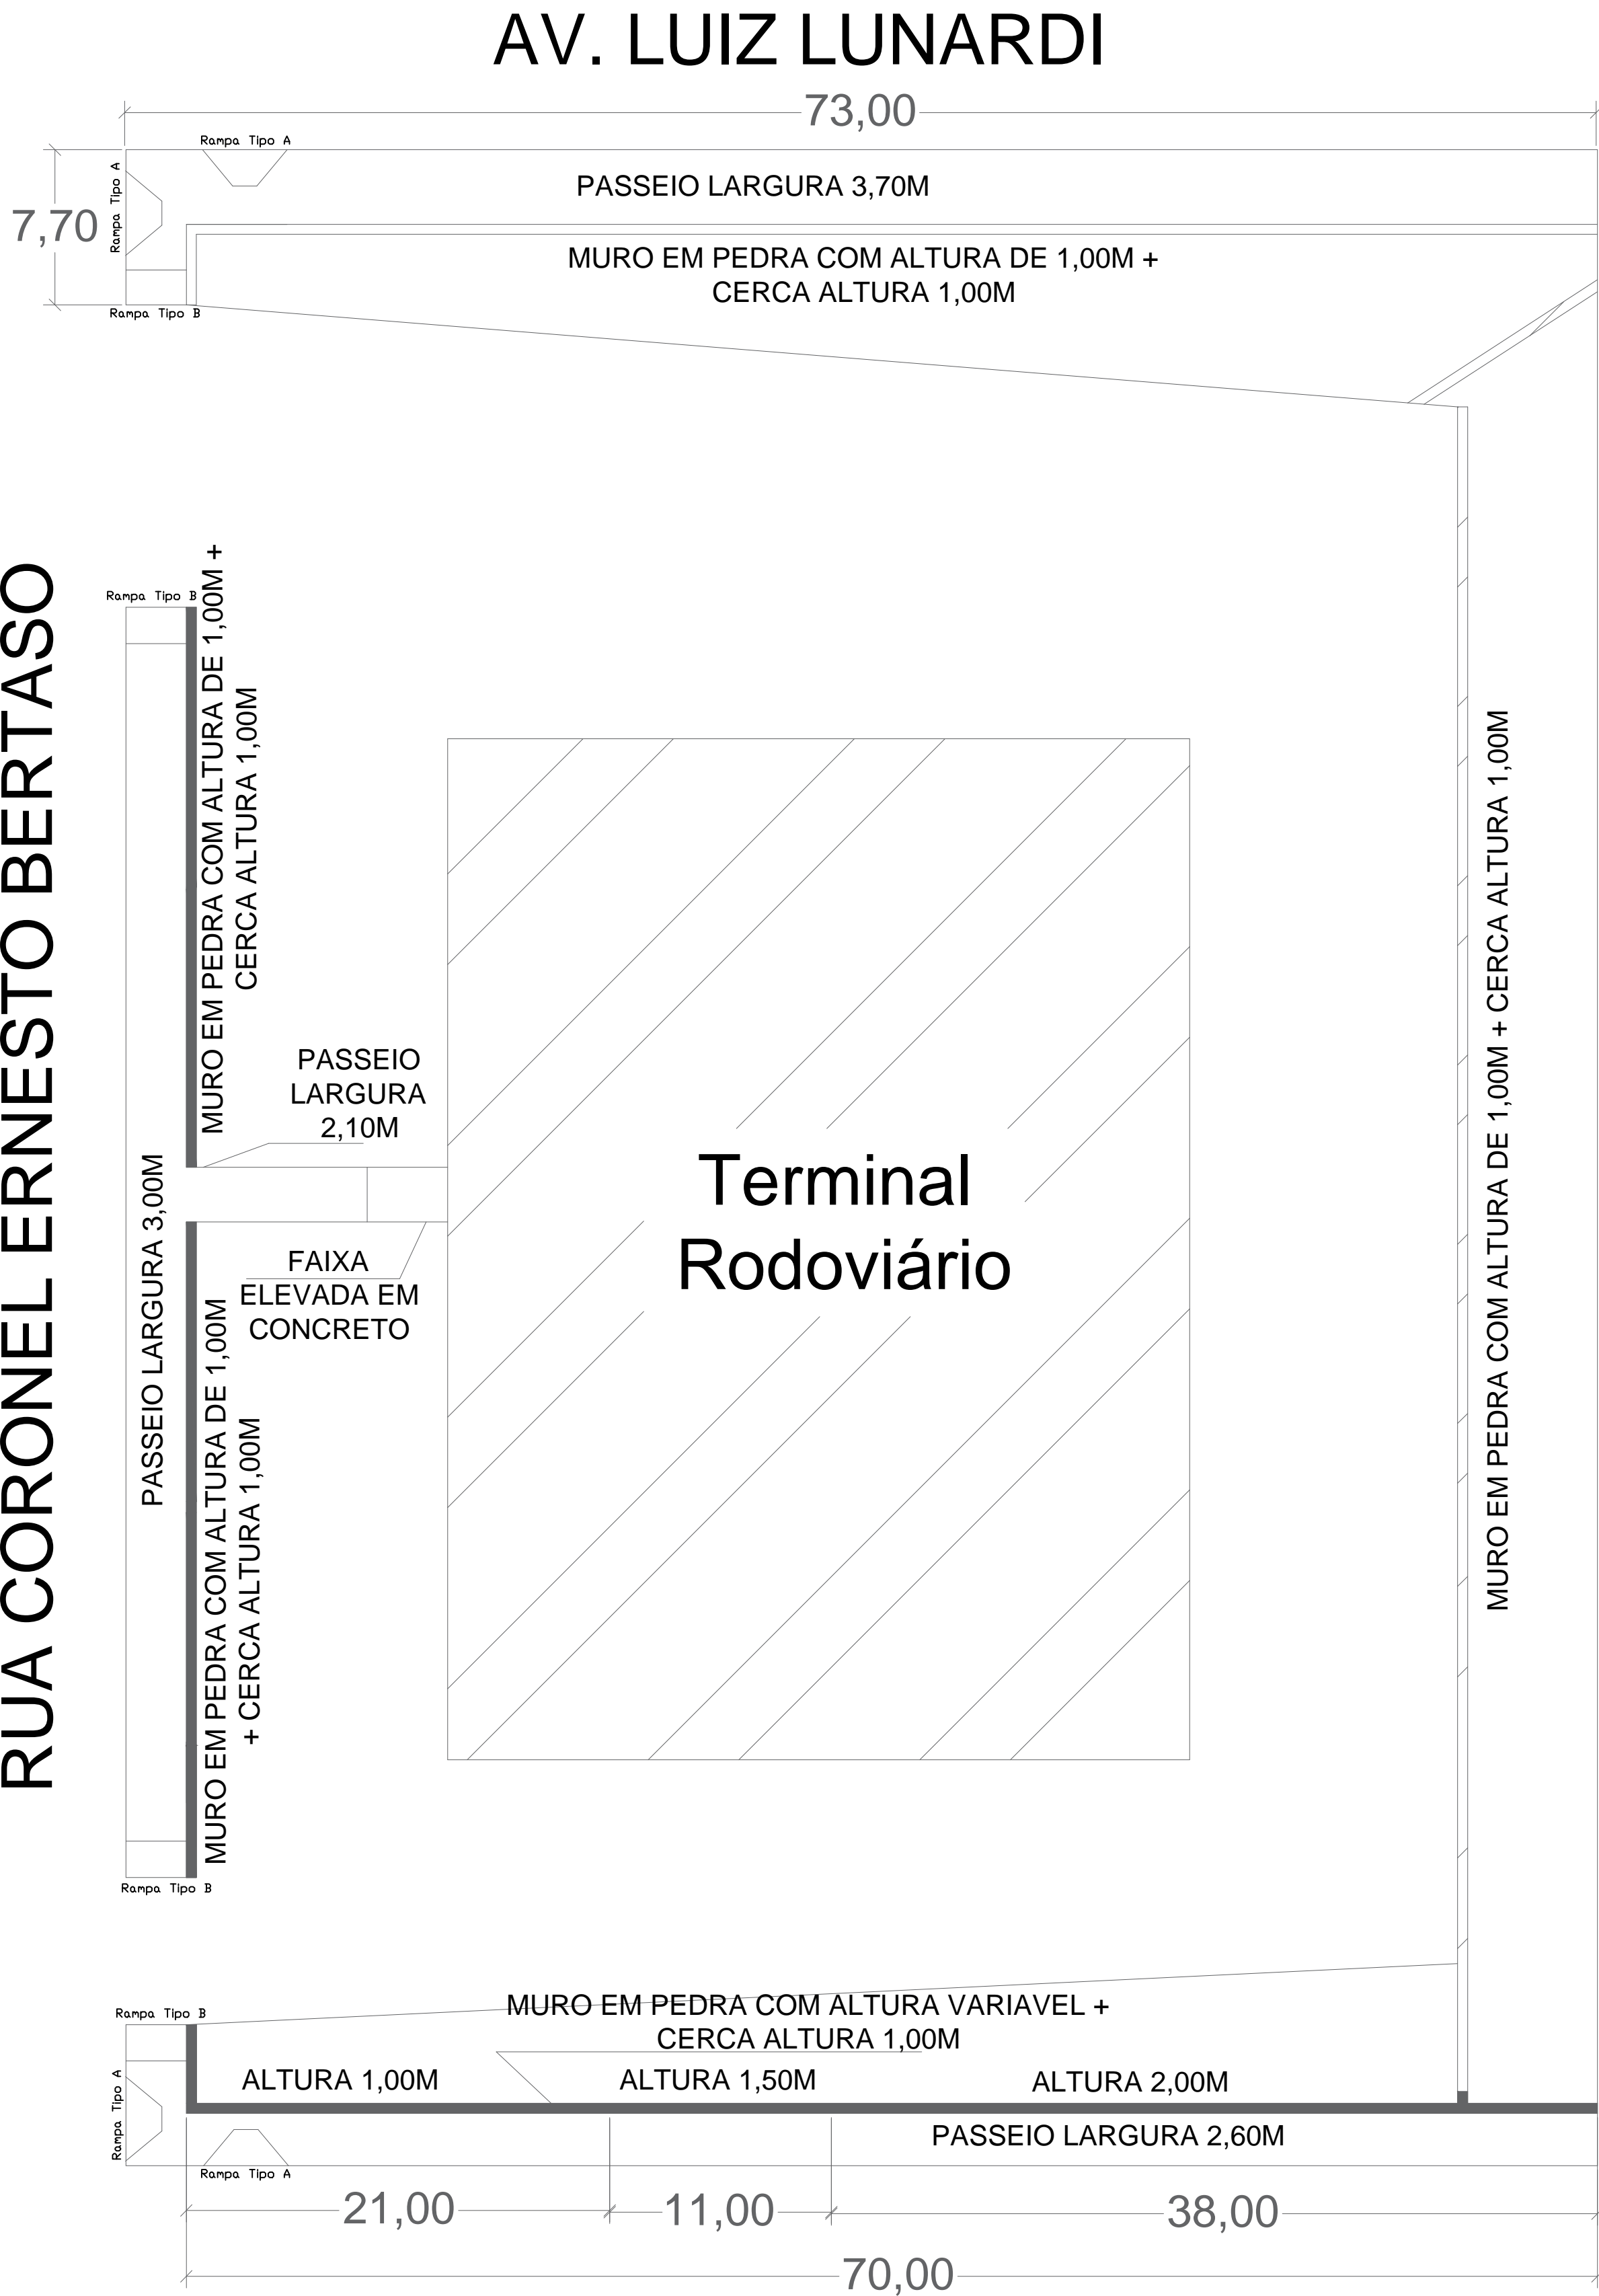 AV. LUIZ LUNARDI
73,00
Rampa Tipo A
Rampa Tipo A
PASSEIO LARGURA 3,70M
7,70
MURO EM PEDRA COM ALTURA DE 1,00M +
CERCA ALTURA 1,00M
Rampa Tipo B
RUA CORONEL ERNESTO BERTASO
Rampa Tipo B
MURO EM PEDRA COM ALTURA DE 1,00M +
CERCA ALTURA 1,00M
PASSEIO
LARGURA
2,10M
PASSEIO LARGURA 3,00M
FAIXA
ELEVADA EM
CONCRETO
MURO EM PEDRA COM ALTURA DE 1,00M
+ CERCA ALTURA 1,00M
Terminal
Rodoviário
MURO EM PEDRA COM ALTURA DE 1,00M + CERCA ALTURA 1,00M
Rampa Tipo B
Rampa Tipo B
MURO EM PEDRA COM ALTURA VARIAVEL +
CERCA ALTURA 1,00M
ALTURA 1,00M
ALTURA 1,50M
ALTURA 2,00M
Rampa Tipo A
PASSEIO LARGURA 2,60M
Rampa Tipo A
21,00
11,00
38,00
70,00